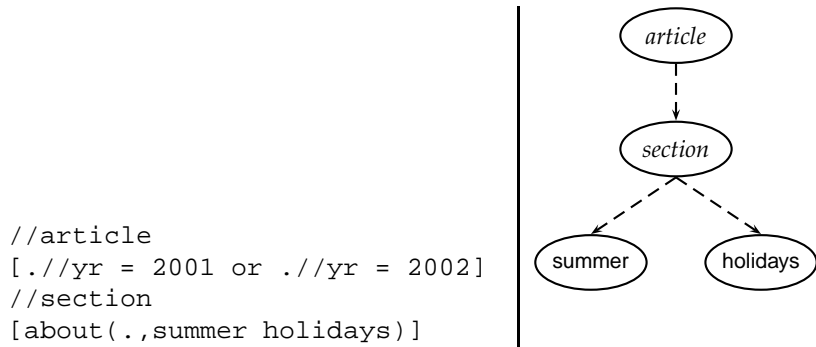 //article
[.//yr = 2001 or .//yr = 2002]
//section
[about(.,summer holidays)]
article
section
summer
holidays